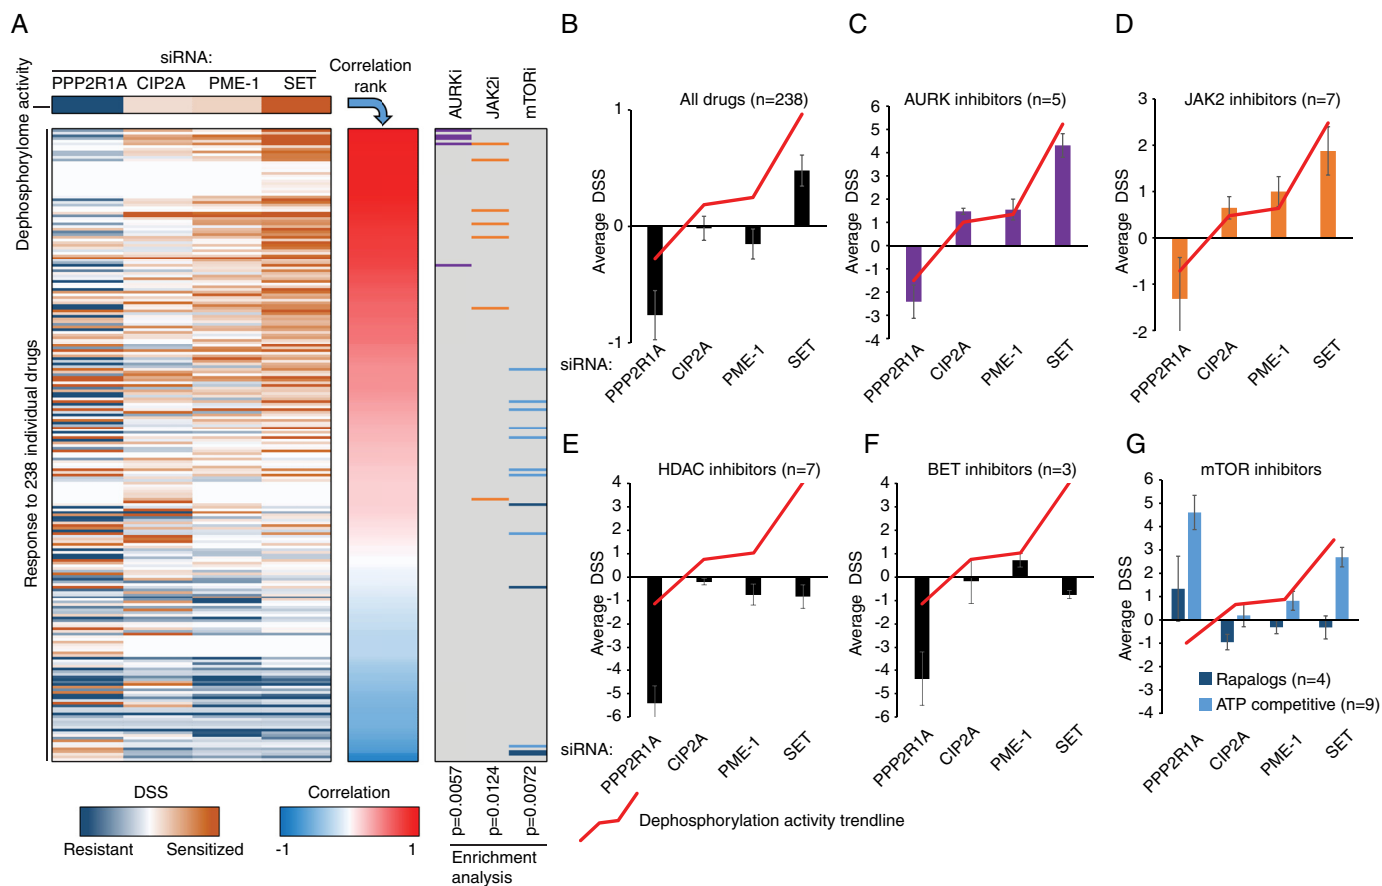 A
siRNA:
PPP2R1A CIP2A PME-1 SET
Dephosphorylome activity
Response to 238 individual drugs
Correlation
rank
AURKi
JAK2i
mTORi
p=0.0057
p=0.0124
p=0.0072
Enrichment
analysis
DSS
Resistant Sensitized
Correlation
-1 1
B
All drugs (n=238)
Average DSS
1
0
-1
siRNA:
PPP2R1A
CIP2A
PME-1
SET
C
AURK inhibitors (n=5)
Average DSS
6
5
4
3
2
1
0
-1
-2
-3
-4
PPP2R1A
CIP2A
PME-1
SET
D
JAK2 inhibitors (n=7)
Average DSS
3
2
1
0
-1
-2
PPP2R1A
CIP2A
PME-1
SET
E
HDAC inhibitors (n=7)
Average DSS
4
3
2
1
0
-1
-2
-3
-4
-5
-6
siRNA:
PPP2R1A
CIP2A
PME-1
SET
F
BET inhibitors (n=3)
Average DSS
4
3
2
1
0
-1
-2
-3
-4
-5
-6
PPP2R1A
CIP2A
PME-1
SET
G
mTOR inhibitors
Average DSS
6
5
4
3
2
1
0
-1
-2
-3
-4
Rapalogs (n=4)
ATP competitive (n=9)
PPP2R1A
CIP2A
PME-1
SET
Dephosphorylation activity trendline